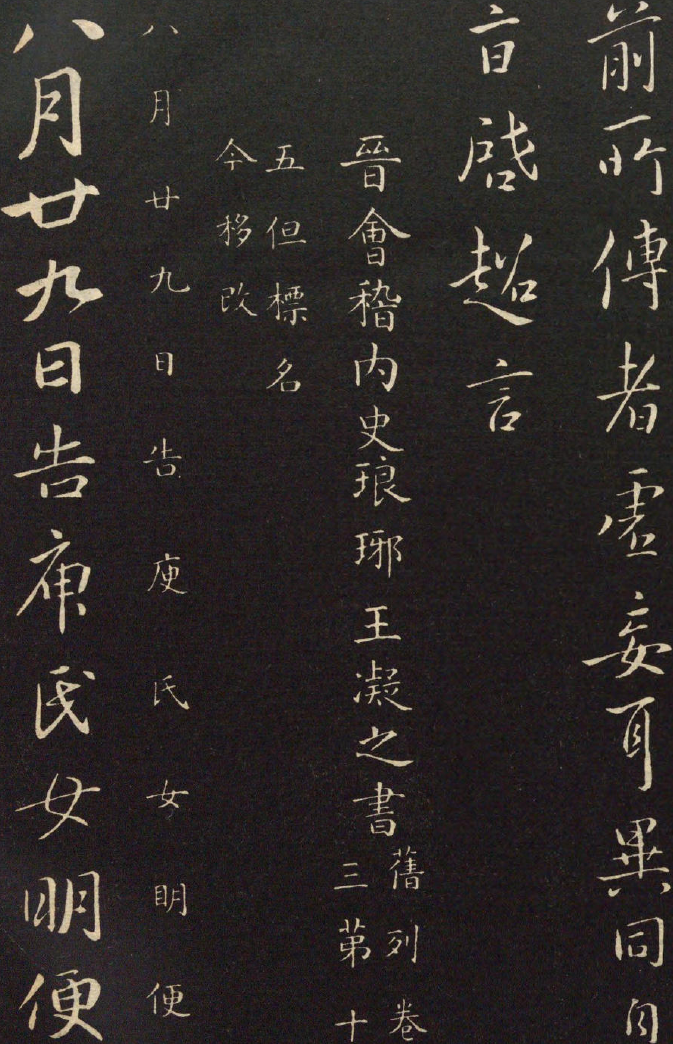 前所傳者虛妄耳異同自
盲啓超言
晉會稽內史琅琊王凝之書
舊列卷
三第十
五但標名
今移改
八月廿九日告庾氏女明便
八月廿九日告庾氏女明便